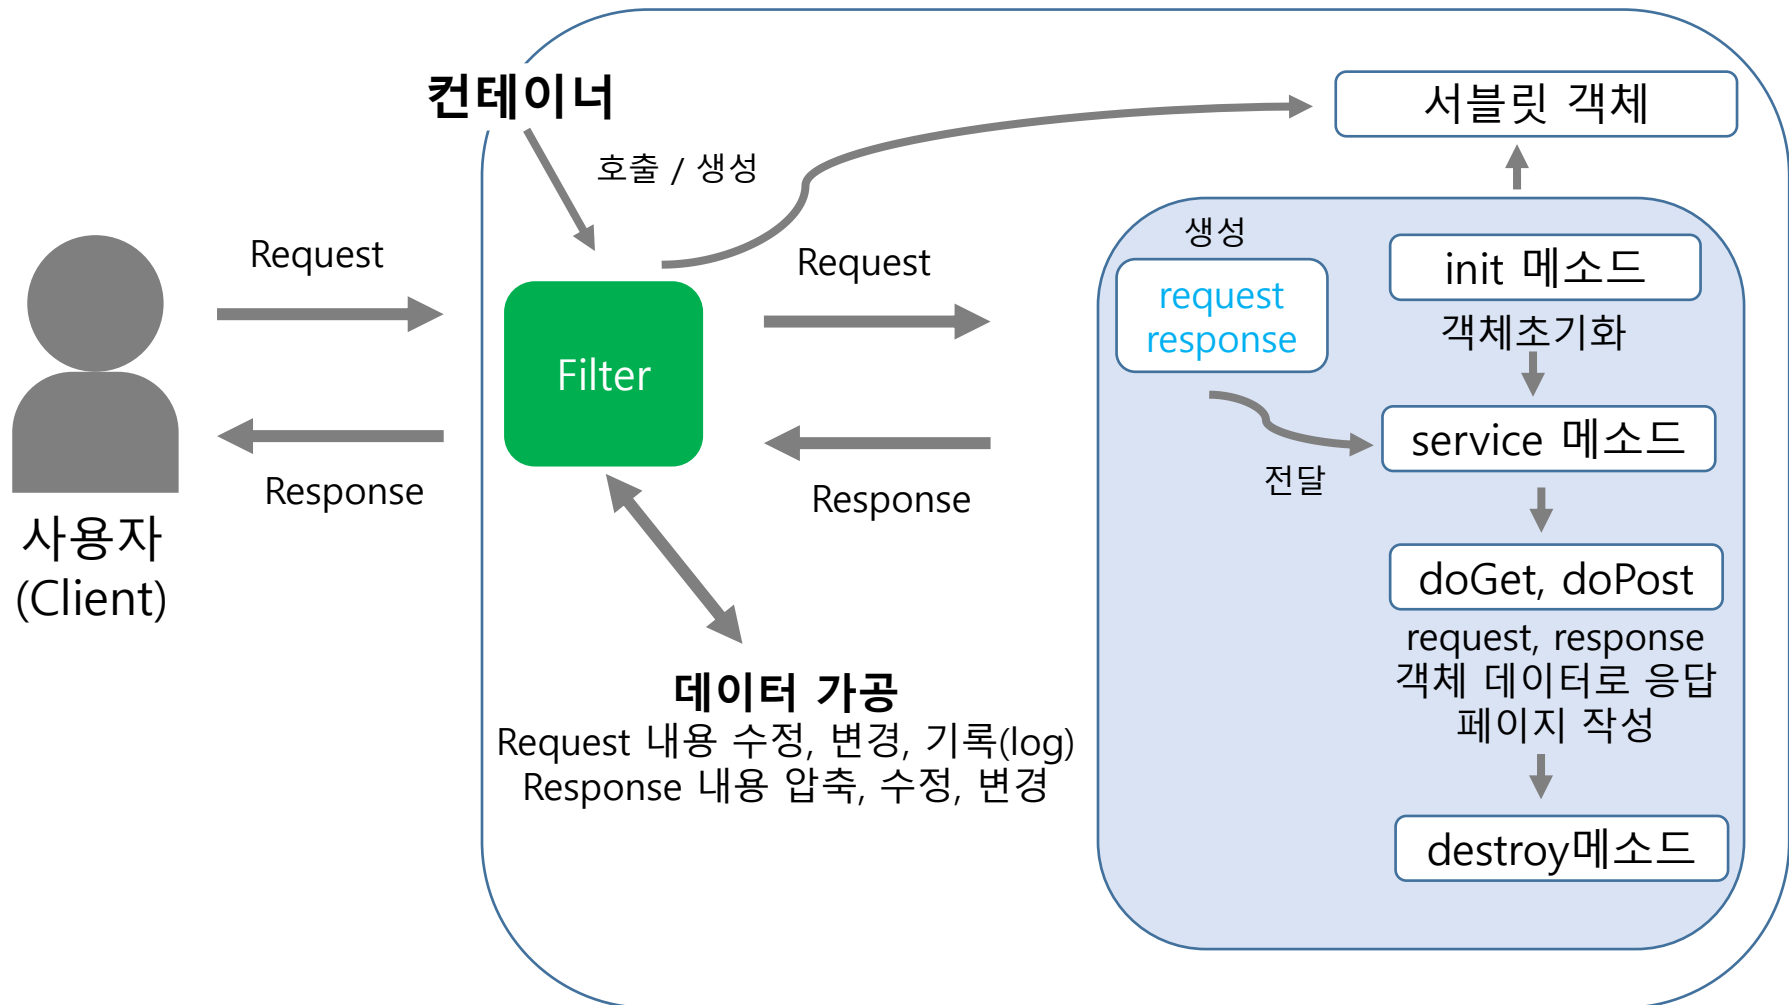 컨테이너
서블릿 객체
호출 / 생성
Request
Request
생성
request
response
init 메소드
객체초기화
Filter
service 메소드
전달
Response
Response
사용자
(Client)
doGet, doPost
request, response
객체 데이터로 응답
페이지 작성
데이터 가공
Request 내용 수정, 변경, 기록(log)
Response 내용 압축, 수정, 변경
destroy메소드